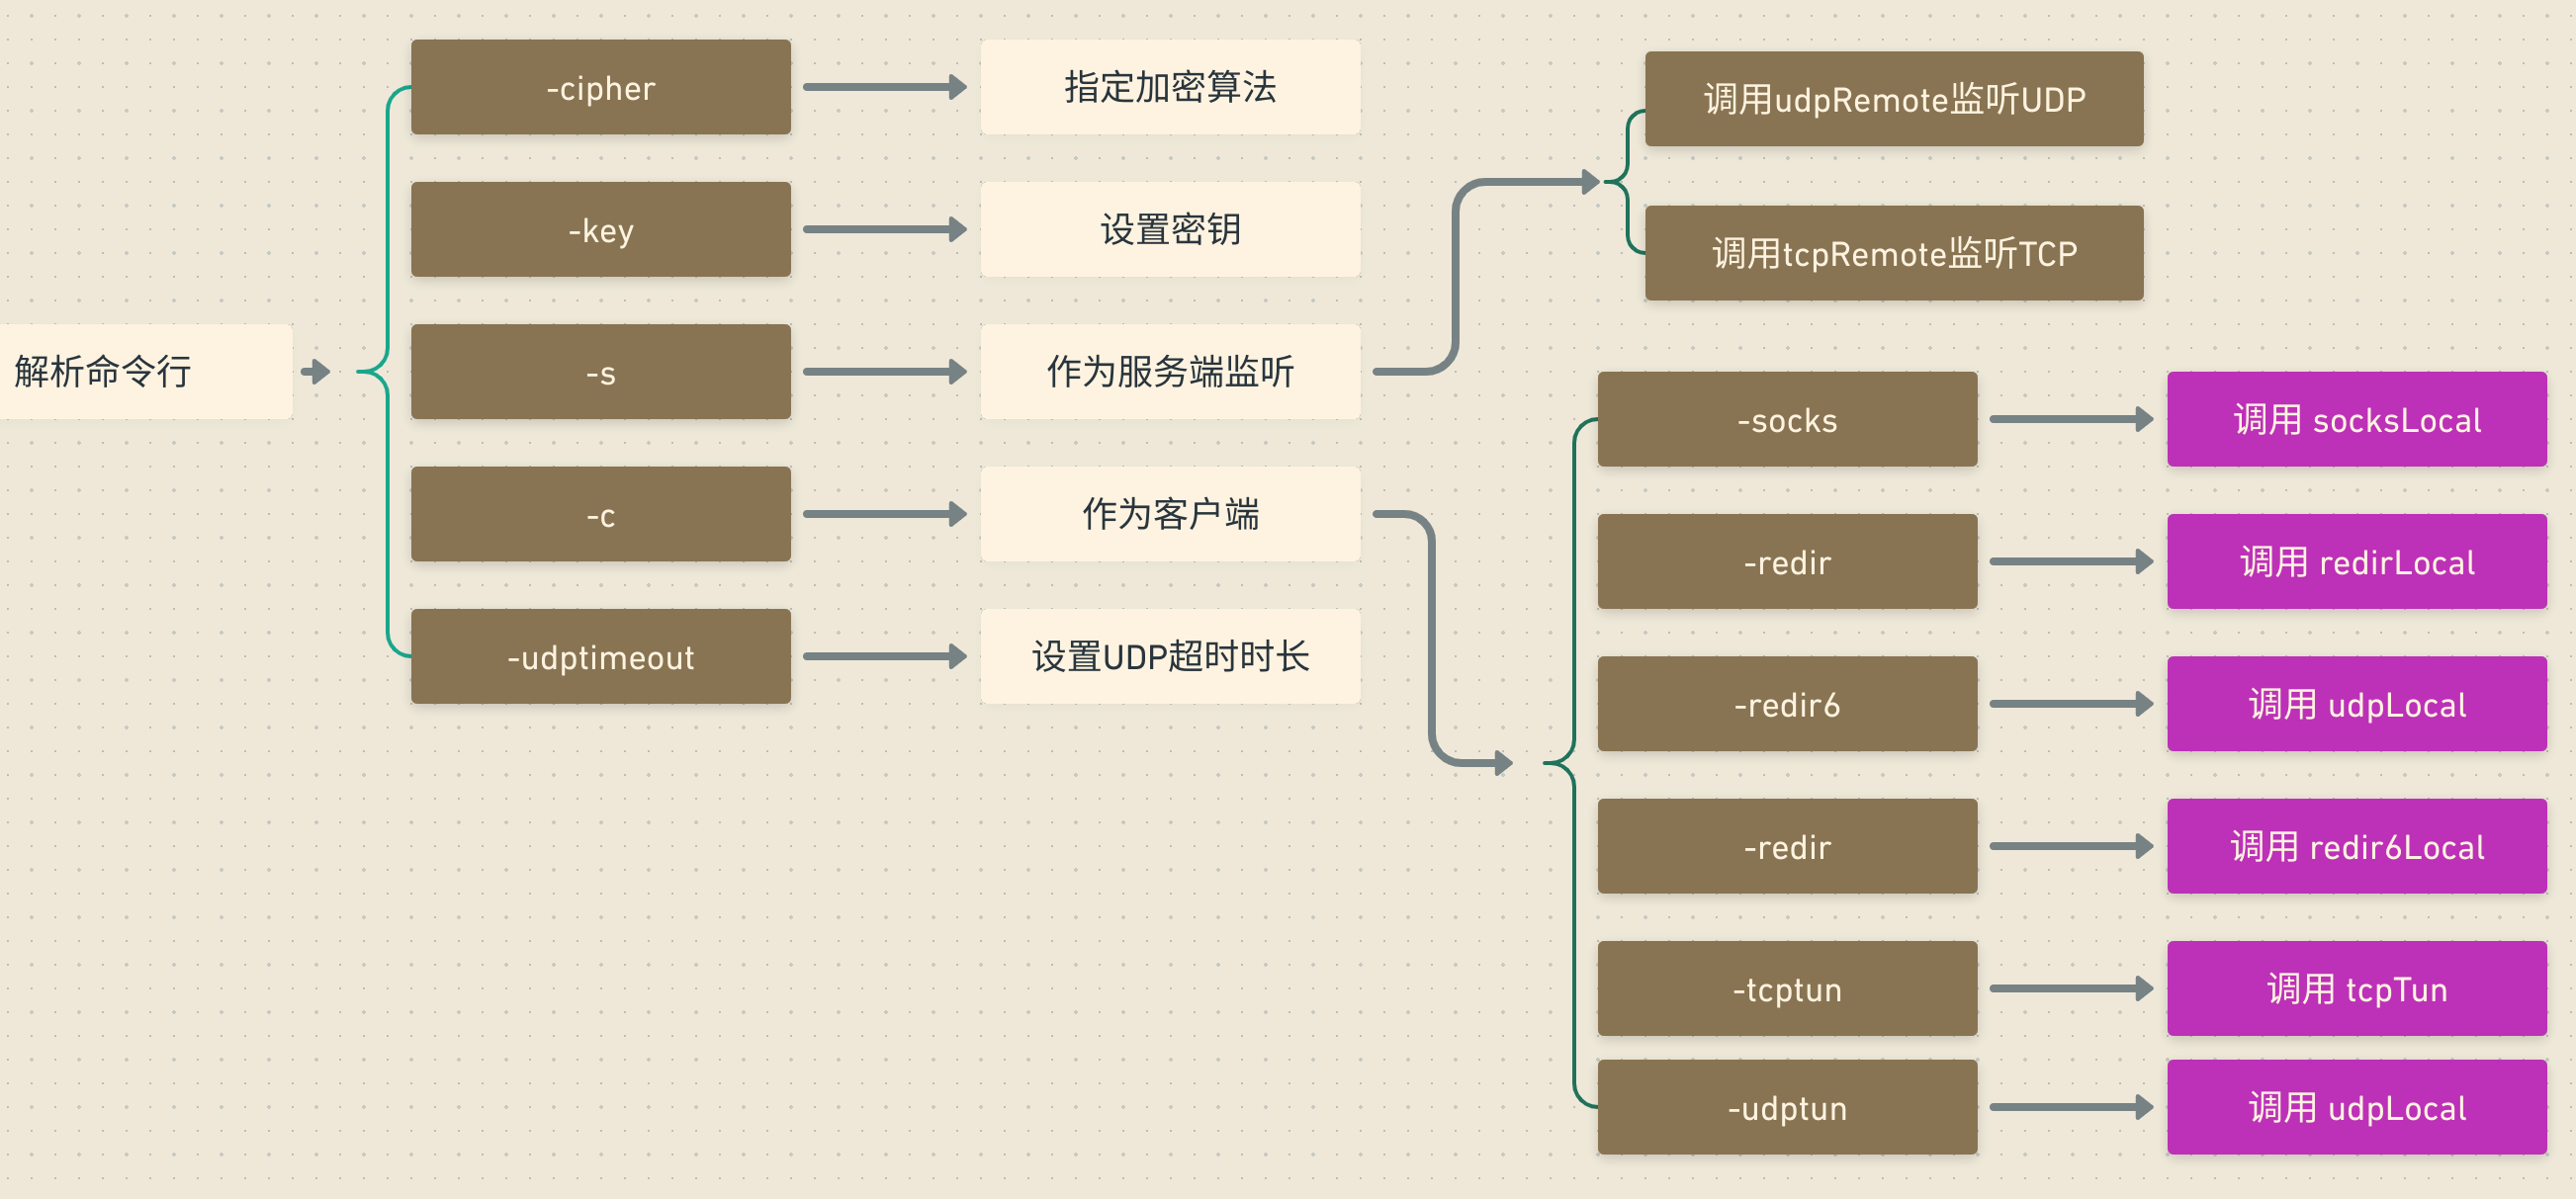 解析命令行
-cipher
指定加密算法
-key
设置密钥
-s
作为服务端监听
-c
作为客户端
-udptimeout
设置UDP超时时长
调用udpRemote监听UDP
调用tcpRemote监听TCP
-socks
调用 socksLocal
-redir
调用 redirLocal
-redir6
调用 udpLocal
-redir
调用 redir6Local
-tcptun
调用 tcpTun
-udptun
调用 udpLocal